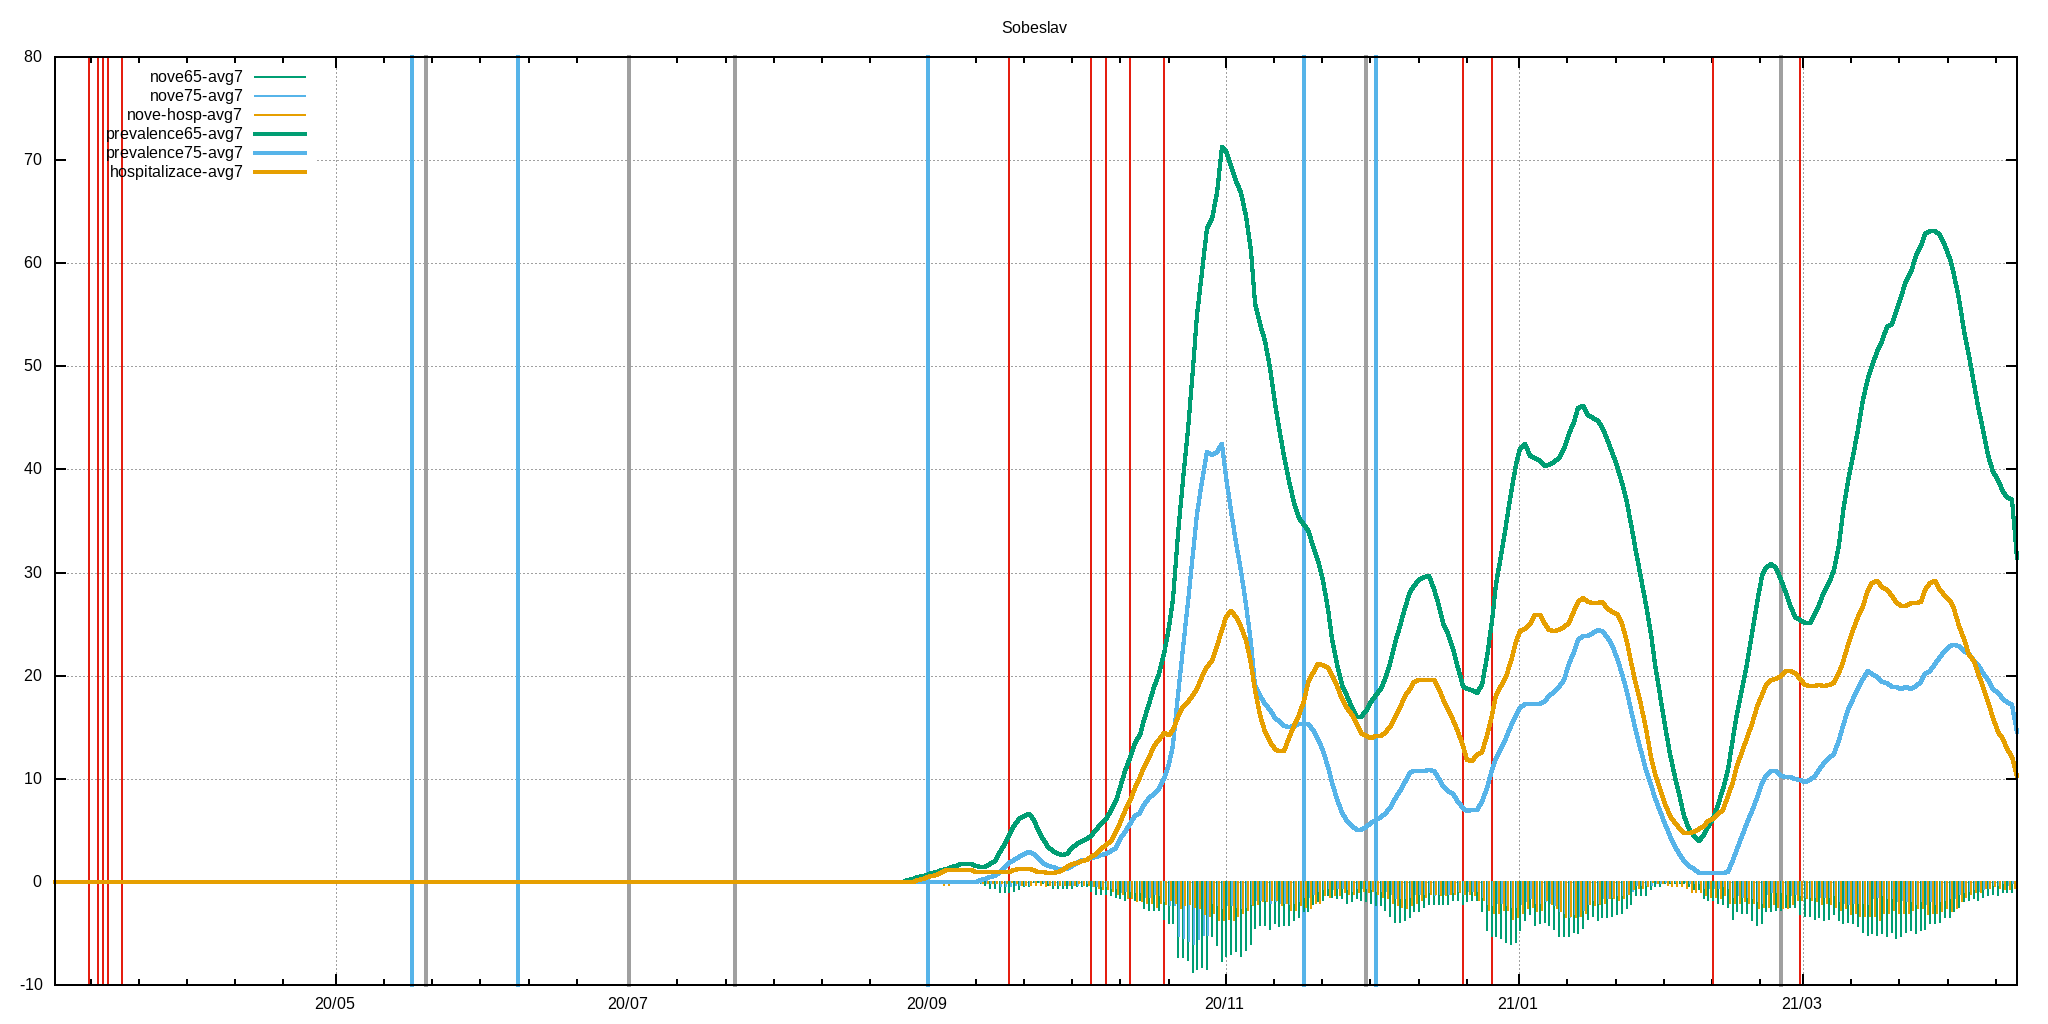 Sobeslav
80
nove65-avg7
nove75-avg7
nove-hosp-avg7
prevalence65-avg7
prevalence75-avg7
hospitalizace-avg7
70
60
50
40
30
20
10
0
-10
20/05 20/07 20/09 20/11 21/01 21/03